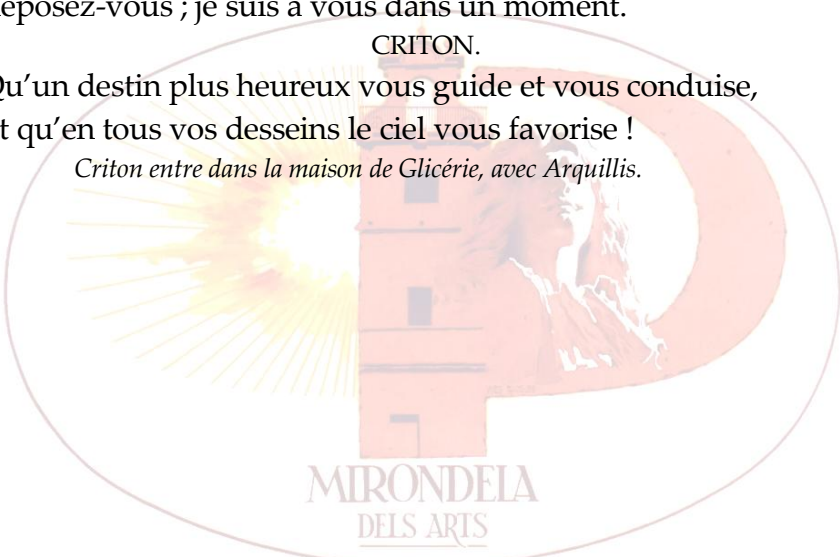 eposez-vous ; je suis à vous dans un moment.
CRITON.
Qu’un destin plus heureux vous guide et vous conduise,
t qu’en tous vos desseins le ciel vous favorise !
Criton entre dans la maison de Glicérie, avec Arquillis.
MIRONDELA
DELS ARTS